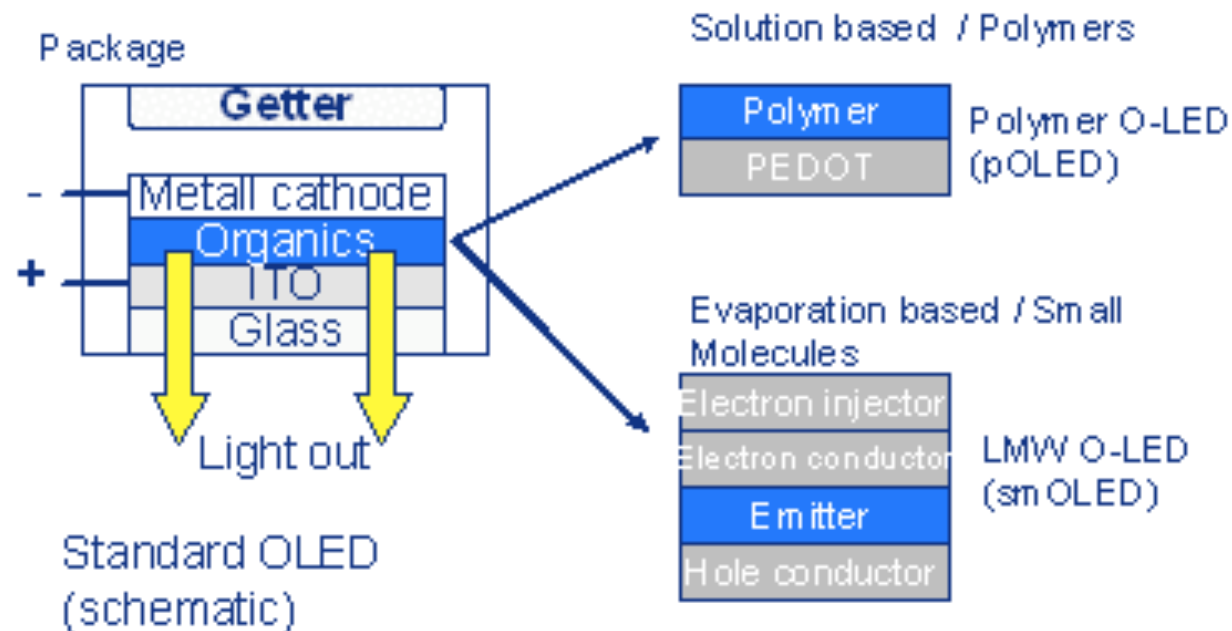 Package
Getter
-
Metall cathode
Organics
+
ITO
Glass
Light out
Standard OLED
(schematic)
Solution based / Polymers
Polymer
PEDOT
Polymer O-LED
(pOLED)
Evaporation based / Small
Molecules
Electron injector
Electron conductor
Emitter
Hole conductor
LMW O-LED
(smOLED)